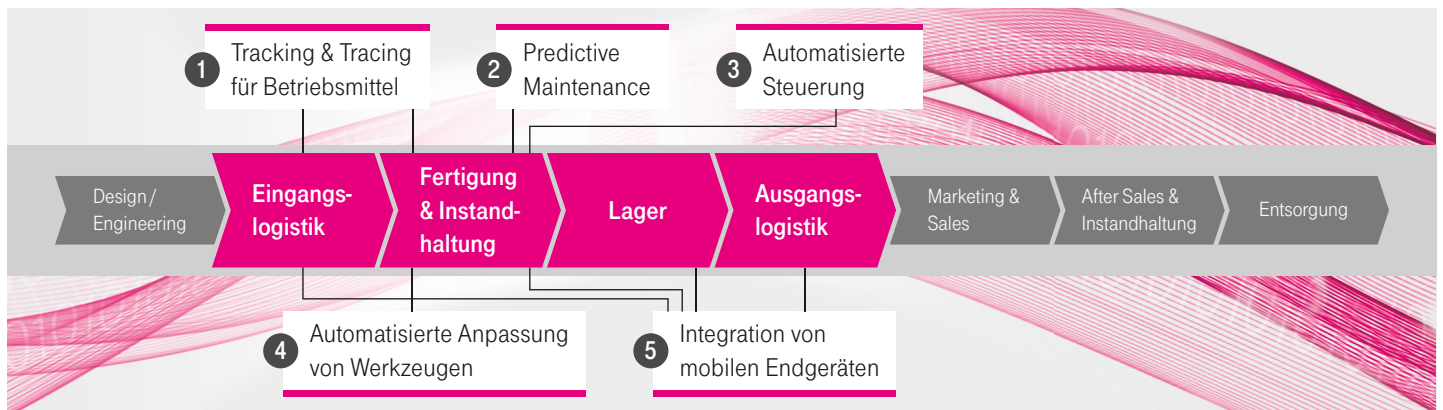 1
Tracking & Tracing
für Betriebsmittel
2
Predictive
Maintenance
3
Automatisierte
Steuerung
Design /
Engineering
Eingangs-
logistik
Fertigung
& Instand-
haltung
Lager
Ausgangs-
logistik
Marketing &
Sales
After Sales &
Instandhaltung
Entsorgung
4
Automatisierte Anpassung
von Werkzeugen
5
Integration von
mobilen Endgeräten